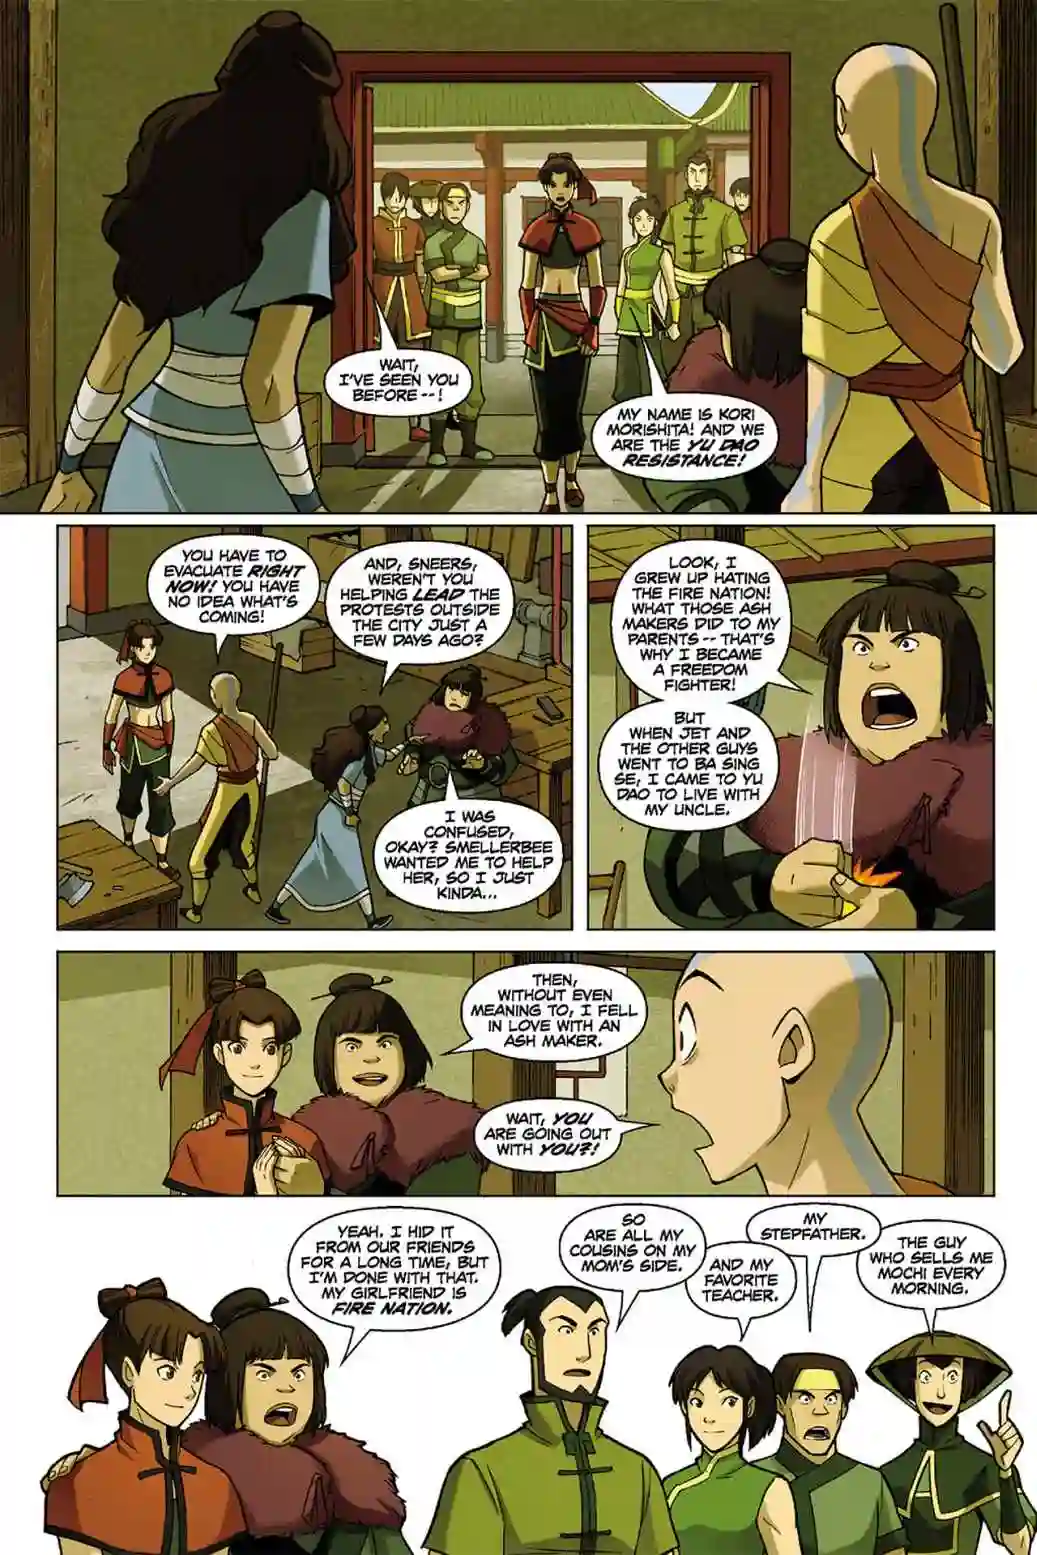 WAIT,
I'VE SEEN YOU
BEFORE--!
MY NAME IS KORI
MORISHITA! AND WE
ARE THE YU DAO
RESISTANCE!
YOU HAVE TO
EVACUATE RIGHT
NOW! YOU HAVE
NO IDEA WHAT'S
COMING!
AND, SNEERS,
WEREN'T YOU
HELPING LEAD THE
PROTESTS OUTSIDE
THE CITY JUST A
FEW DAYS AGO?
I WAS
CONFUSED,
OKAY? SMELLERBEE
WANTED ME TO HELP
HER, SO I JUST
KINDA...
LOOK, I
GREW UP HATING
THE FIRE NATION!
WHAT THOSE ASH
MAKERS DID TO MY
PARENTS -- THAT'S
WHY I BECAME
A FREEDOM
FIGHTER!
BUT
WHEN JET AND
THE OTHER GUYS
WENT TO BA SING
SE, I CAME TO YU
DAO TO LIVE WITH
MY UNCLE.
THEN,
WITHOUT EVEN
MEANING TO, I FELL
IN LOVE WITH AN
ASH MAKER.
WAIT, YOU
ARE GOING OUT
WITH YOU?!
YEAH. I HID IT
FROM OUR FRIENDS
FOR A LONG TIME, BUT
I'M DONE WITH THAT.
MY GIRLFRIEND IS
FIRE NATION.
SO
ARE ALL MY
COUSINS ON MY
MOM'S SIDE.
AND MY
FAVORITE
TEACHER.
MY
STEPFATHER.
THE GUY
WHO SELLS ME
MOCHI EVERY
MORNING.